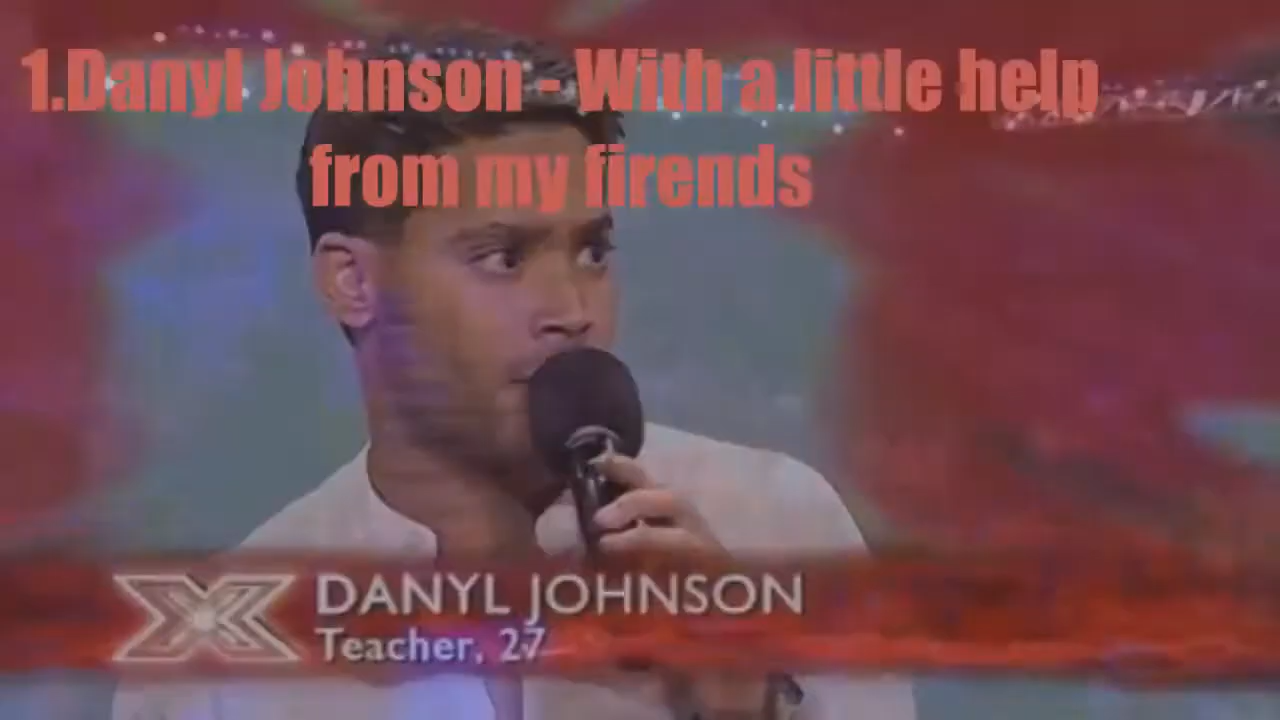 1.Danyl Johnson - With a little help
from my firends
DANYL JOHNSON
Teacher, 27